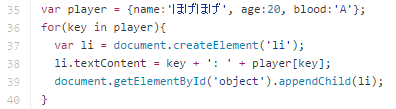 35 var player = {name:'ほげほげ', age:20, blood:'A'};
36 for(key in player){
37   var li = document.createElement('li');
38   li.textContent = key + ': ' + player[key];
39   document.getElementById('object').appendChild(li);
40 }